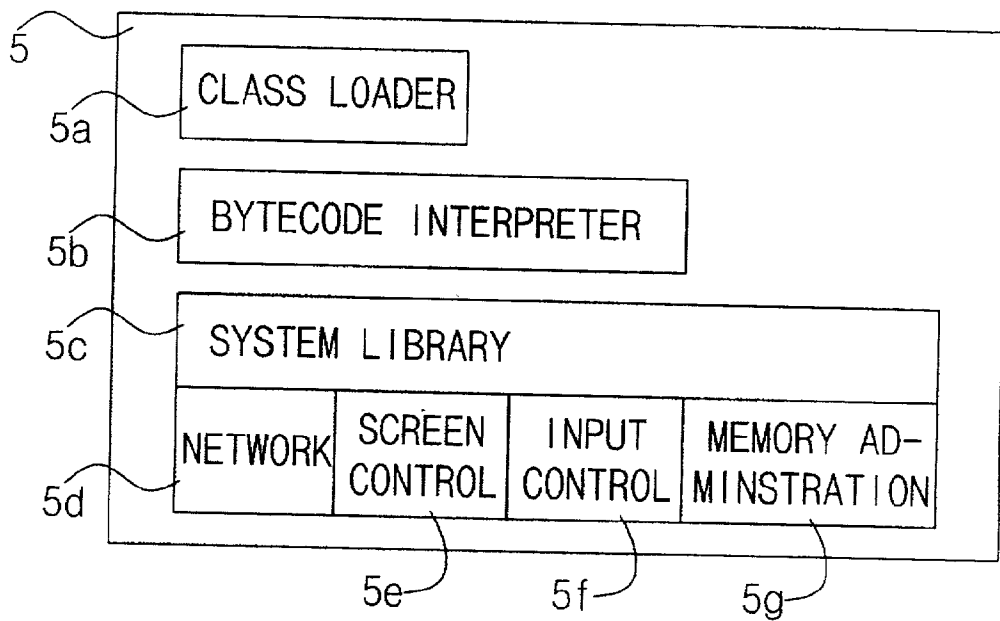 5
CLASS LOADER
5a
BYTECODE INTERPRETER
5b
SYSTEM LIBRARY
5c
NETWORK
SCREEN
CONTROL
INPUT
CONTROL
MEMORY AD-
MINSTRATION
5d
5e
5f
5g